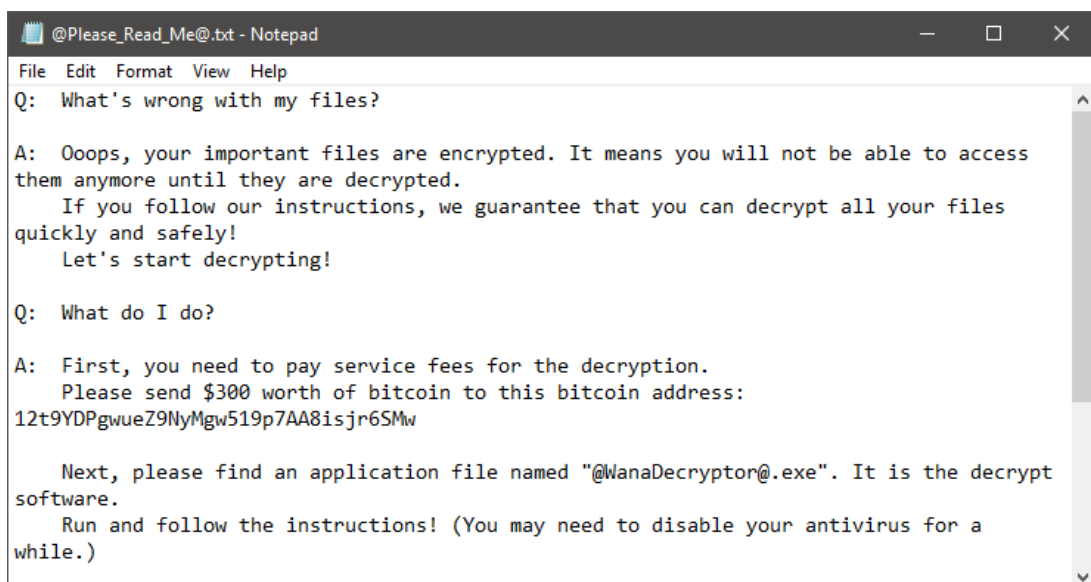 @Please_Read_Me@.txt - Notepad
File Edit Format View Help
Q:  What's wrong with my files?
A:  Ooops, your important files are encrypted. It means you will not be able to access
them anymore until they are decrypted.
    If you follow our instructions, we guarantee that you can decrypt all your files
quickly and safely!
    Let's start decrypting!
Q:  What do I do?
A:  First, you need to pay service fees for the decryption.
    Please send $300 worth of bitcoin to this bitcoin address:
12t9YDPgwueZ9NyMgw519p7AA8isjr6SMw
    Next, please find an application file named "@WanaDecryptor@.exe". It is the decrypt
software.
    Run and follow the instructions! (You may need to disable your antivirus for a
while.)